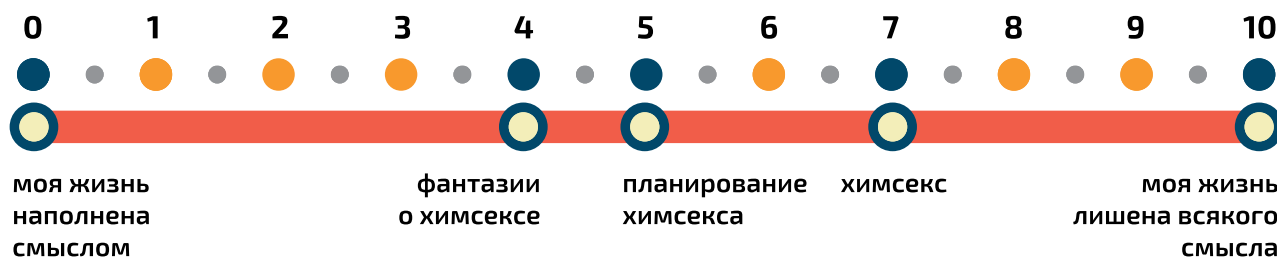 0 1 2 3 4 5 6 7 8 9 10
моя жизнь
наполнена
смыслом
фантазии
о химсексе
планирование
химсекса
химсекс
моя жизнь
лишена всякого
смысла